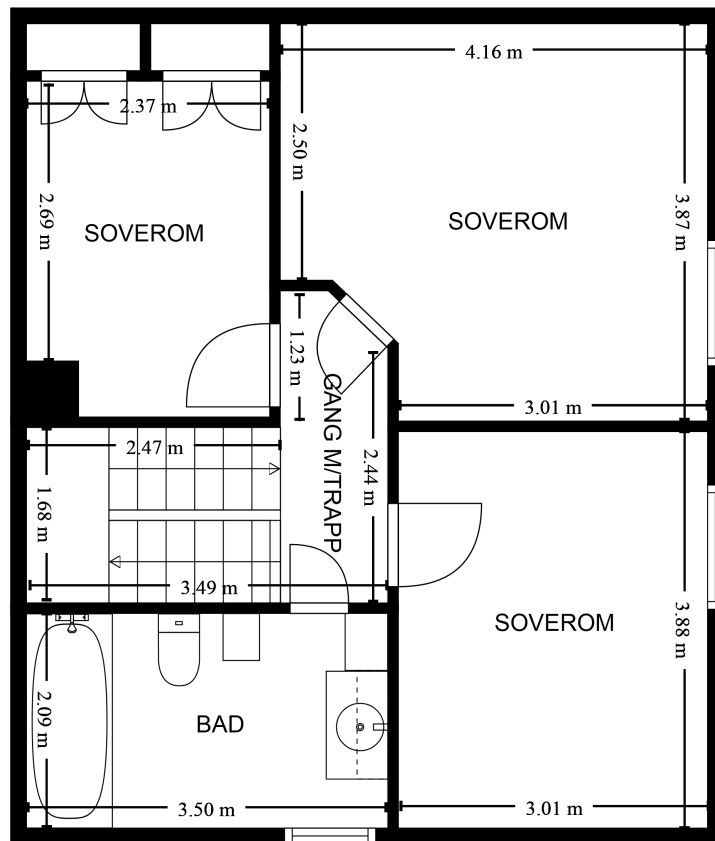 4.16 m
2.37 m
2.50 m
2.69 m
SOVEROM
SOVEROM
3.87 m
1.23 m
3.01 m
GANG M/TRAPP
2.47 m
2.44 m
1.68 m
3.49 m
SOVEROM
3.88 m
2.09 m
BAD
3.50 m
3.01 m